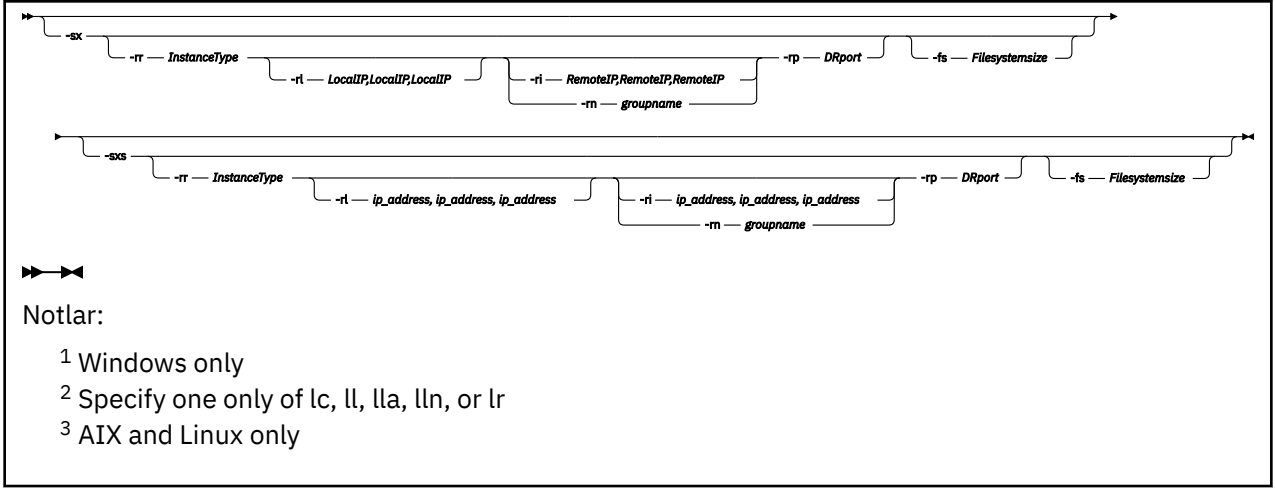 -sx
-rr InstanceType -rp DRport -fs Filesystemsize
-rl LocalIP,LocalIP,LocalIP -ri RemoteIP,RemoteIP,RemoteIP
-rn groupname
-sxs
-rr InstanceType -rp DRport -fs Filesystemsize
-rl ip_address, ip_address, ip_address -ri ip_address, ip_address, ip_address
-rn groupname
Notlar:
1 Windows only
2 Specify one only of lc, ll, lla, lln, or lr
3 AIX and Linux only